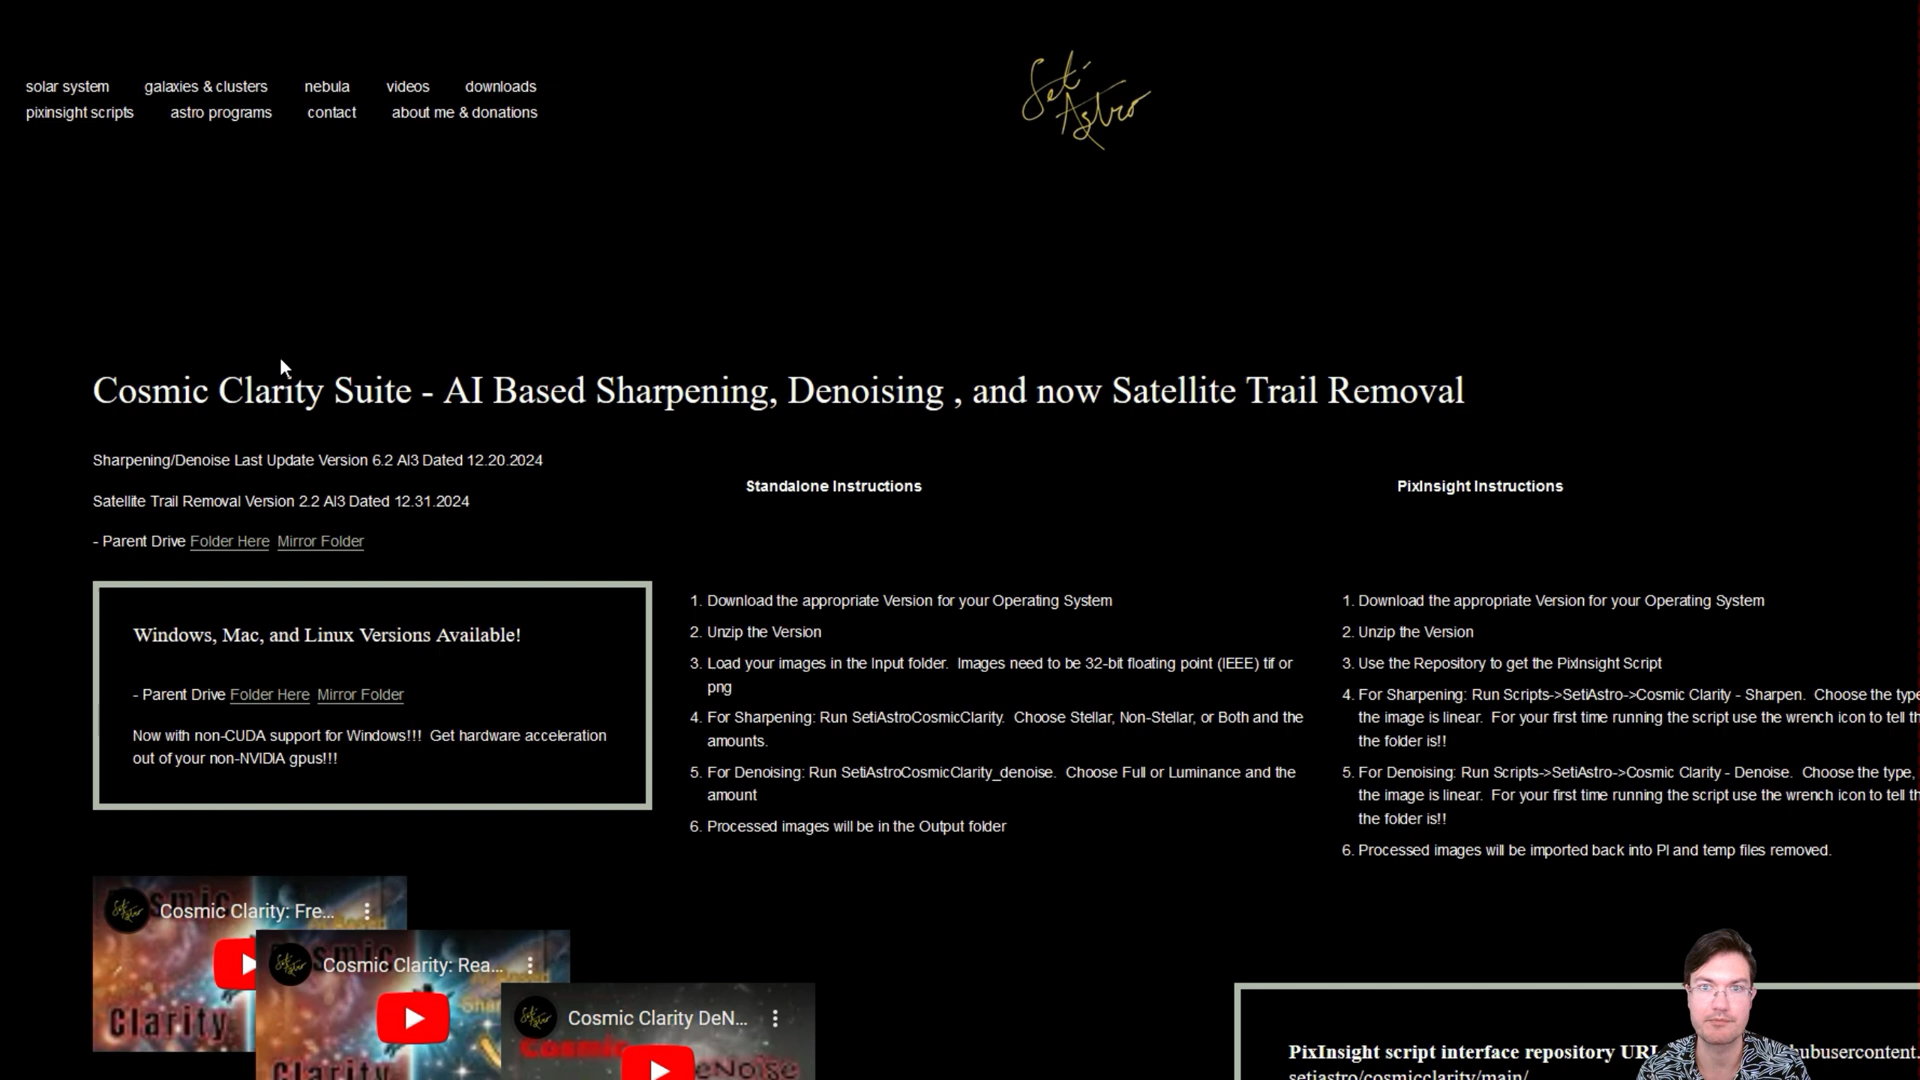 solar system galaxies & clusters nebula videos downloads
pixinsight scripts astro programs contact about me & donations
Seti Astro
Cosmic Clarity Suite - AI Based Sharpening, Denoising , and now Satellite Trail Removal
Sharpening/Denoise Last Update Version 6.2 AI3 Dated 12.20.2024
Satellite Trail Removal Version 2.2 AI3 Dated 12.31.2024
- Parent Drive Folder Here Mirror Folder
Windows, Mac, and Linux Versions Available!
- Parent Drive Folder Here Mirror Folder
Now with non-CUDA support for Windows!!! Get hardware acceleration
out of your non-NVIDIA gpus!!!
Standalone Instructions
1. Download the appropriate Version for your Operating System
2. Unzip the Version
3. Load your images in the Input folder. Images need to be 32-bit floating point (IEEE) tif or
png
4. For Sharpening: Run SetiAstroCosmicClarity. Choose Stellar, Non-Stellar, or Both and the
amounts.
5. For Denoising: Run SetiAstroCosmicClarity_denoise. Choose Full or Luminance and the
amount
6. Processed images will be in the Output folder
PixInsight Instructions
1. Download the appropriate Version for your Operating System
2. Unzip the Version
3. Use the Repository to get the PixInsight Script
4. For Sharpening: Run Scripts->SetiAstro->Cosmic Clarity - Sharpen. Choose the type
the image is linear. For your first time running the script use the wrench icon to tell th
the folder is!!
5. For Denoising: Run Scripts->SetiAstro->Cosmic Clarity - Denoise. Choose the type,
the image is linear. For your first time running the script use the wrench icon to tell th
the folder is!!
6. Processed images will be imported back into PI and temp files removed.
Cosmic Clarity: Fre...
Clarity
Cosmic Clarity: Rea...
Clarity
Cosmic Clarity DeN...
Cosmic DeNoise
PixInsight script interface repository URL hubusercontent.
setiastro/cosmicclarity/main/